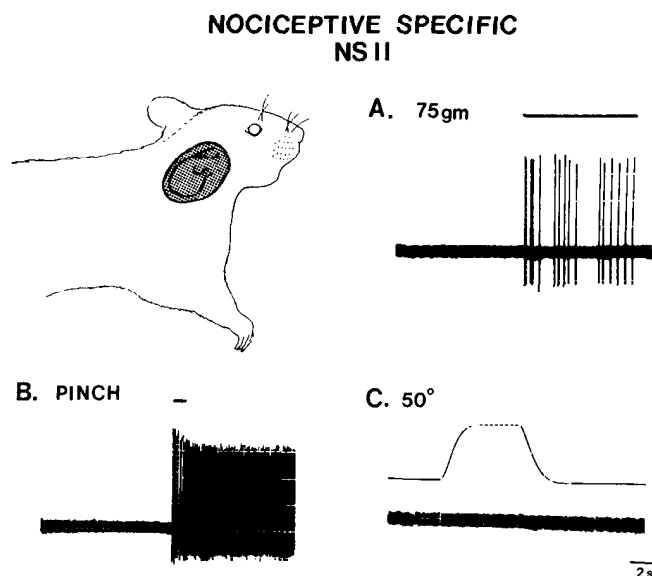 NOCICEPTIVE SPECIFIC
NS II
A. 75gm
B. PINCH
C. 50°
2s